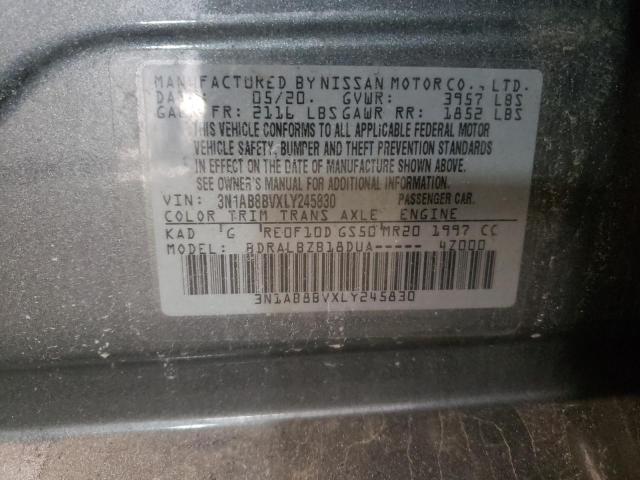 MANUFACTURED BY NISSAN MOTOR CO., LTD.
DATE 05/20. GVWR: 3957 LBS
GAWR FR: 2116 LBS GAWR RR: 1852 LBS
THIS VEHICLE CONFORMS TO ALL APPLICABLE FEDERAL MOTOR
VEHICLE SAFETY, BUMPER AND THEFT PREVENTION STANDARDS
IN EFFECT ON THE DATE OF MANUFACTURE SHOWN ABOVE.
SEE OWNER'S MANUAL FOR ADDITIONAL INFORMATION.
VIN: 3N1AB8BVXLY245830 PASSENGER CAR.
COLOR TRIM TRANS AXLE ENGINE
KAD G RE0F10D GS50 MR20 1997 CC
MODEL: BDRALBZB18DUA----- 4Z000
3N1AB8BVXLY245830